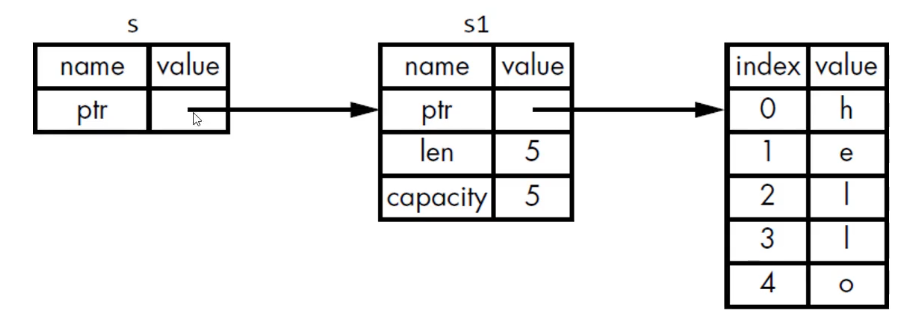 s
name value
ptr
s1
name value
ptr
len 5
capacity 5
index value
0 h
1 e
2 l
3 l
4 o